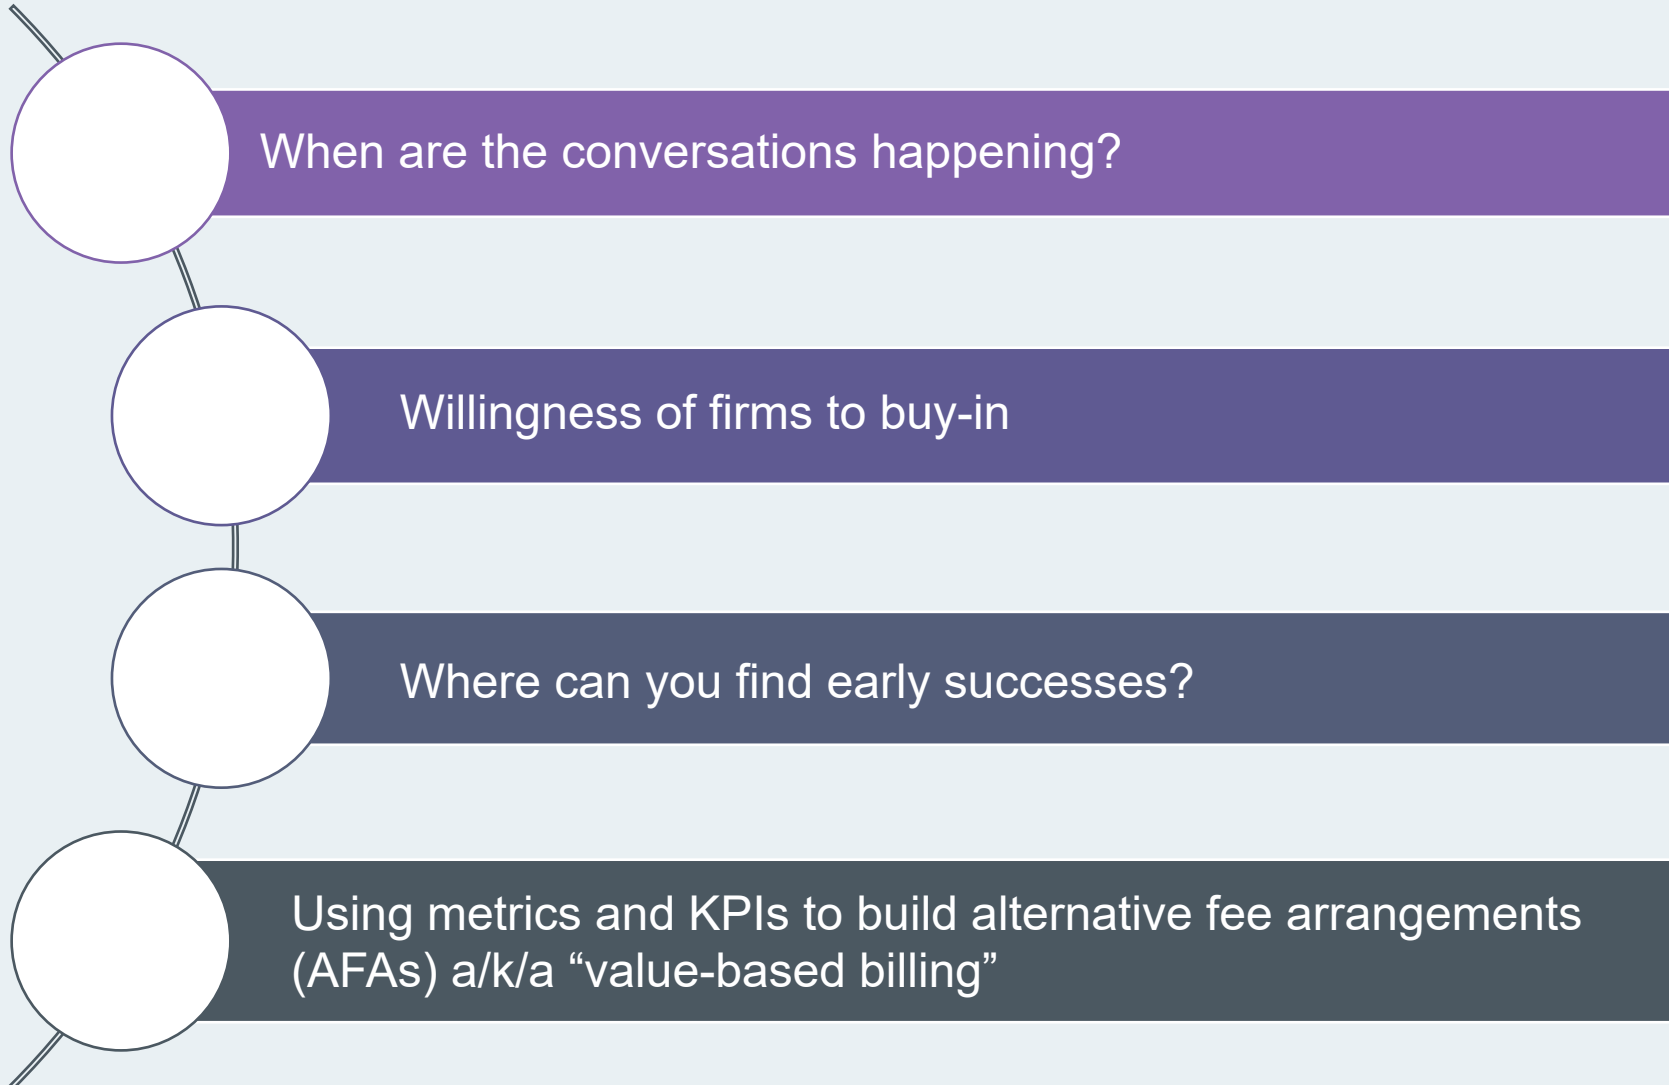 When are the conversations happening?
Willingness of firms to buy-in
Where can you find early successes?
Using metrics and KPIs to build alternative fee arrangements
(AFAs) a/k/a “value-based billing”